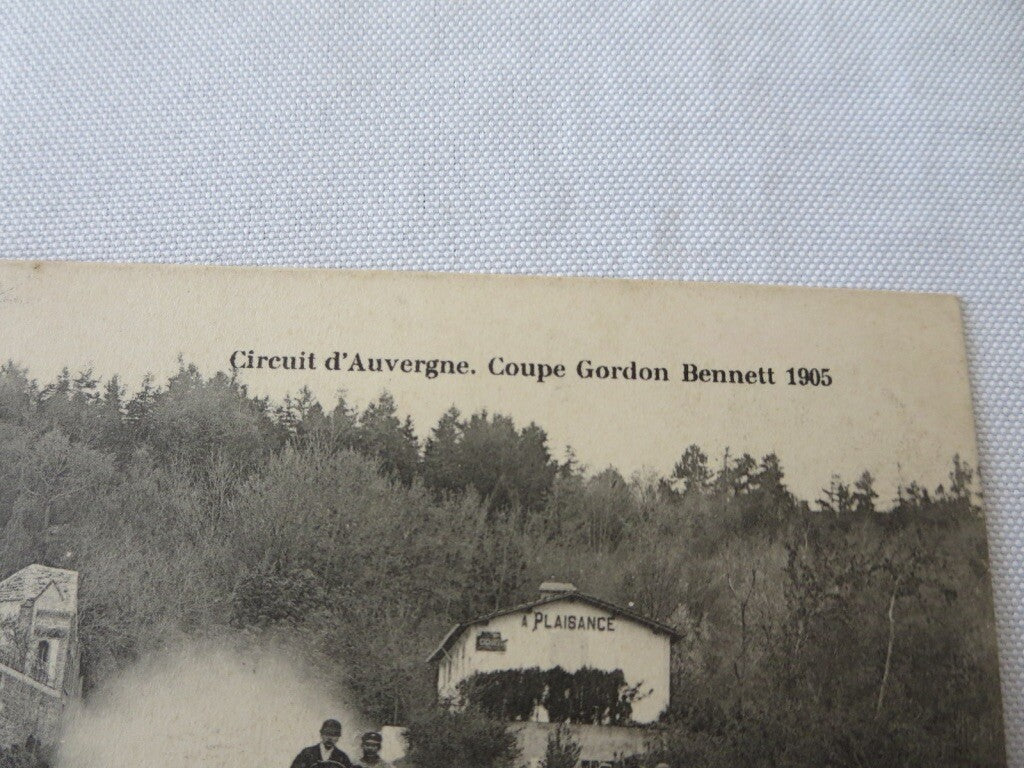 Circuit d'Auvergne. Coupe Gordon Bennett 1905
A PLAISANCE